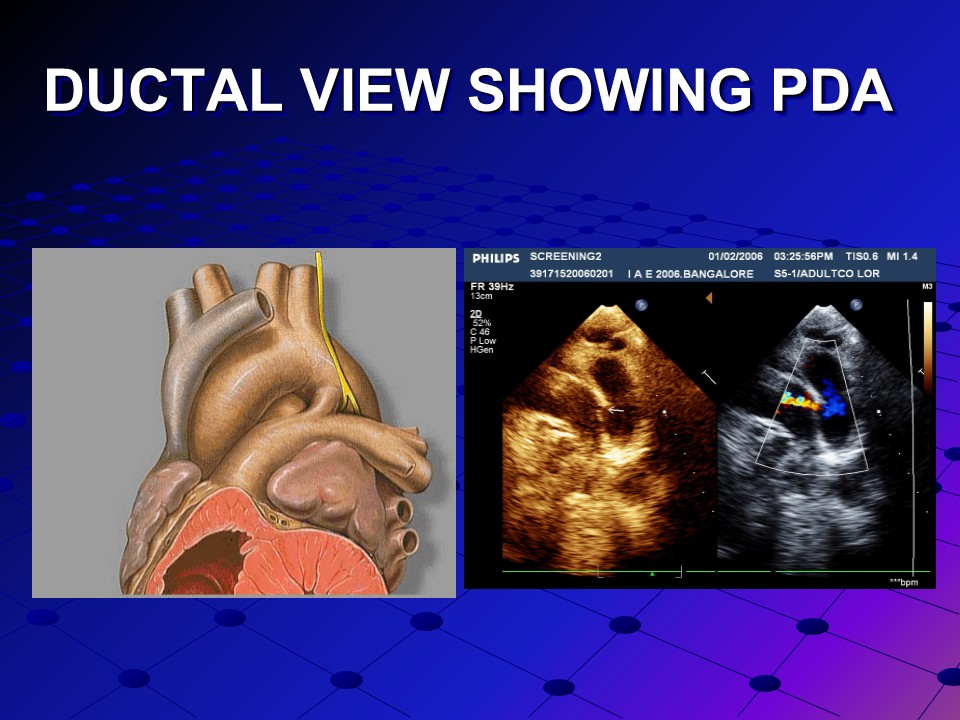 DUCTAL VIEW SHOWING PDA
PHILIPS SCREENING2 01/02/2006 03:25:56PM TIS0.6 MI 1.4
39171520060201 I A E 2006.BANGALORE S5-1/ADULTCO LOR
FR 39Hz M3
13cm
2D
52%
C 46
P Low
HGen
P P
***bpm